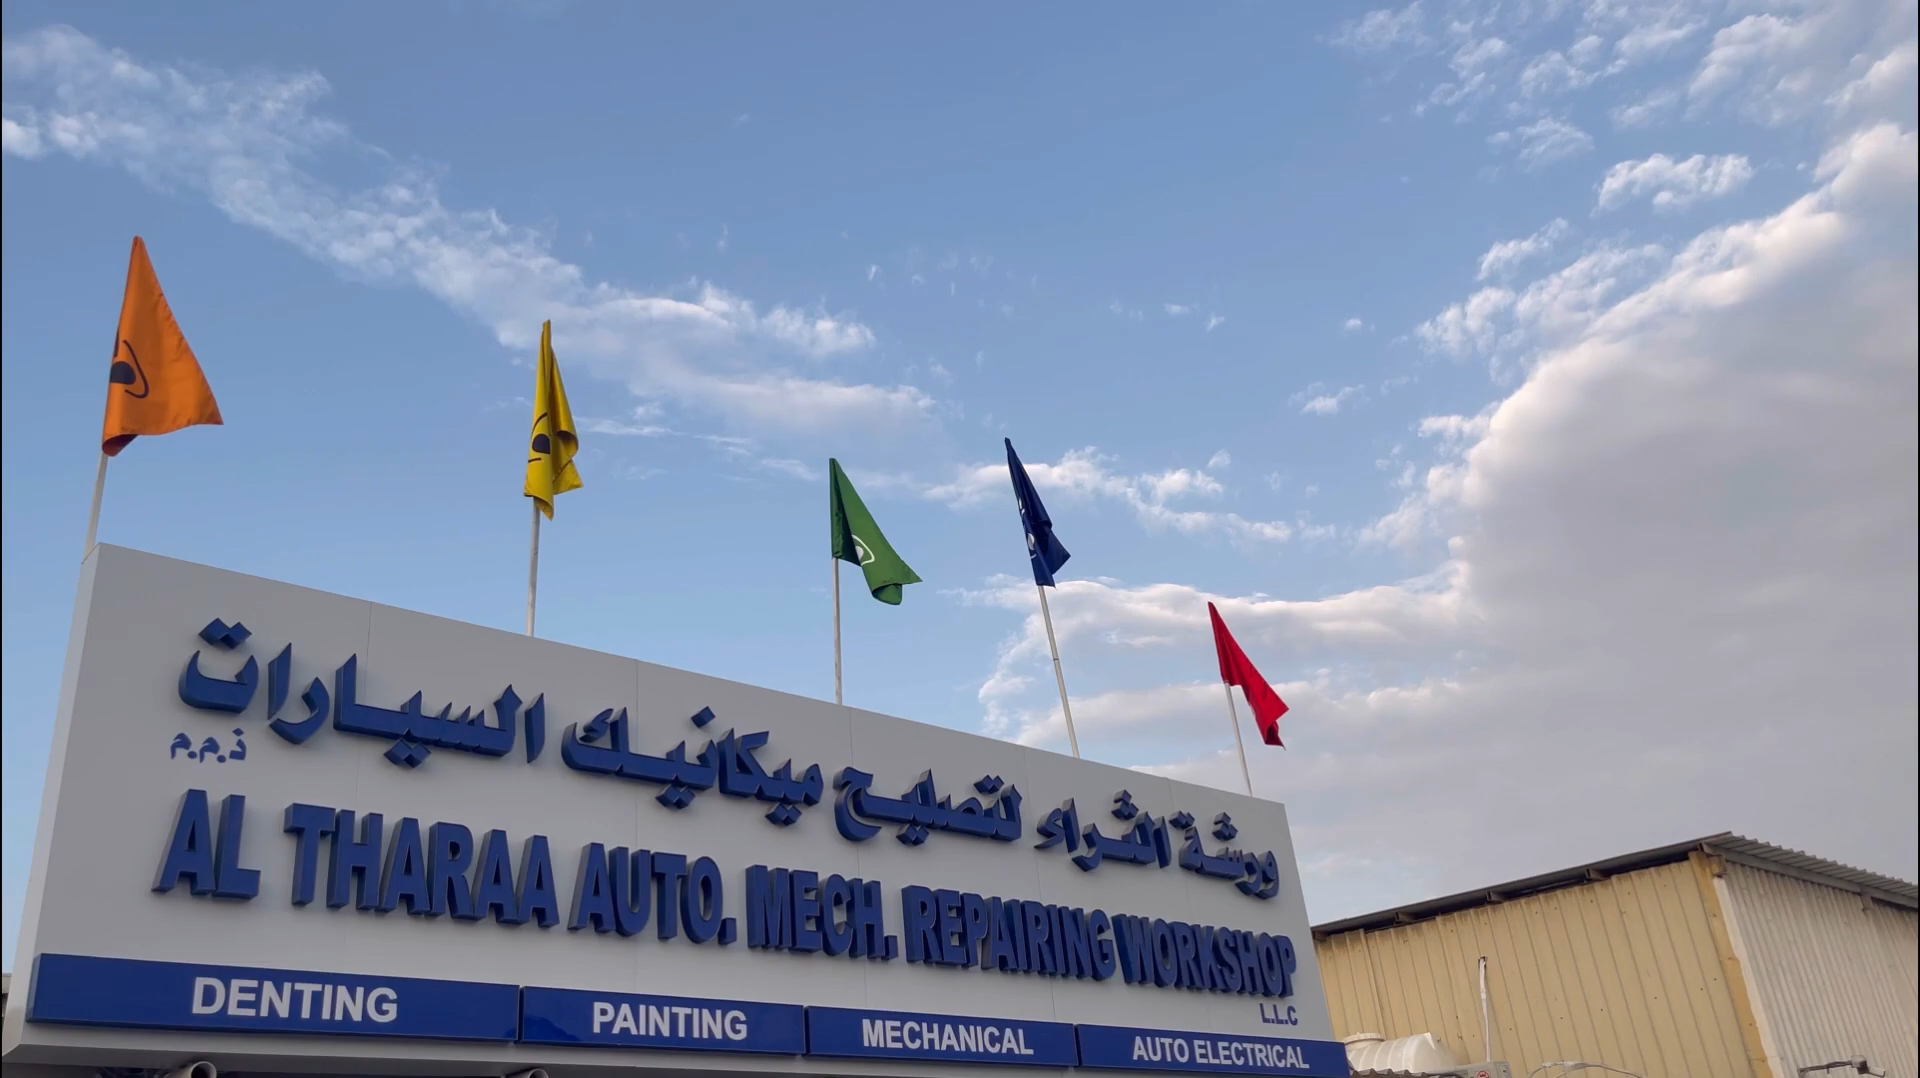 ورشة الثراء لتصليح ميكانيك السيارات
ذ.م.م
AL THARAA AUTO. MECH. REPAIRING WORKSHOP
L.L.C
DENTING
PAINTING
MECHANICAL
AUTO ELECTRICAL